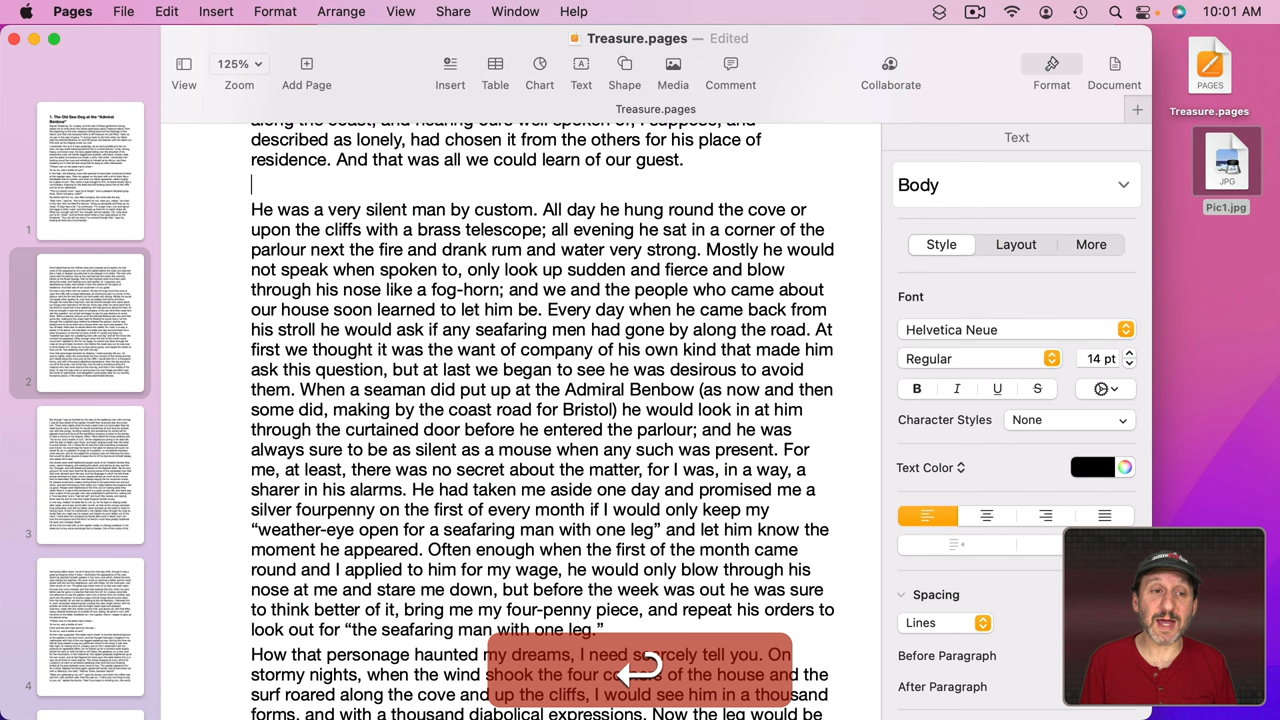 Pages File Edit Insert Format Arrange View Share Window Help 10:01 AM
Treasure.pages — Edited
125%
View Zoom Add Page Insert Table Chart Text Shape Media Comment Collaborate Format Document
Treasure.pages
described as lonely, had chosen from the others for his place of
residence. And that was all we could learn of our guest.
He was a very silent man by custom. All day he hung round the cove or
upon the cliffs with a brass telescope; all evening he sat in a corner of the
parlour next the fire and drank rum and water very strong. Mostly he would
not speak when spoken to, only look up sudden and fierce and blow
through his nose like a fog-horn; and we and the people who came about
our house soon learned to let him be. Every day when he came back from
his stroll he would ask if any seafaring men had gone by along the road. At
first we thought it was the want of company of his own kind that made him
ask this question, but at last we began to see he was desirous to avoid
them. When a seaman did put up at the Admiral Benbow (as now and then
some did, making by the coast road for Bristol) he would look in at him
through the curtained door before he entered the parlour; and he was
always sure to be as silent as a mouse when any such was present. For
me, at least, there was no secret about the matter, for I was, in a way, a
sharer in his alarms. He had taken me aside one day and promised me a
silver fourpenny on the first of every month if I would only keep my
“weather-eye open for a seafaring man with one leg” and let him know the
moment he appeared. Often enough when the first of the month came
round and I applied to him for my wage, he would only blow through his
nose at me and stare me down, but before the week was out he was sure
to think better of it, bring me my four-penny piece, and repeat his orders to
look out for “the seafaring man with one leg.”
How that personage haunted my dreams, I need scarcely tell you. On
stormy nights, when the wind shook the four corners of the house and the
surf roared along the cove and up the cliffs, I would see him in a thousand
forms, and with a thousand diabolical expressions. Now the leg would be
1. The Old Sea-Dog at the "Admiral
Benbow"
1
2
3
4
Text
Body
Style Layout More
Font
Helvetica Neue
Regular 14 pt
B I U S
Character Styles None
Text Color
Spacing
Lines
Before Paragraph
After Paragraph
PAGES
Treasure.pages
JPG
Pic1.jpg